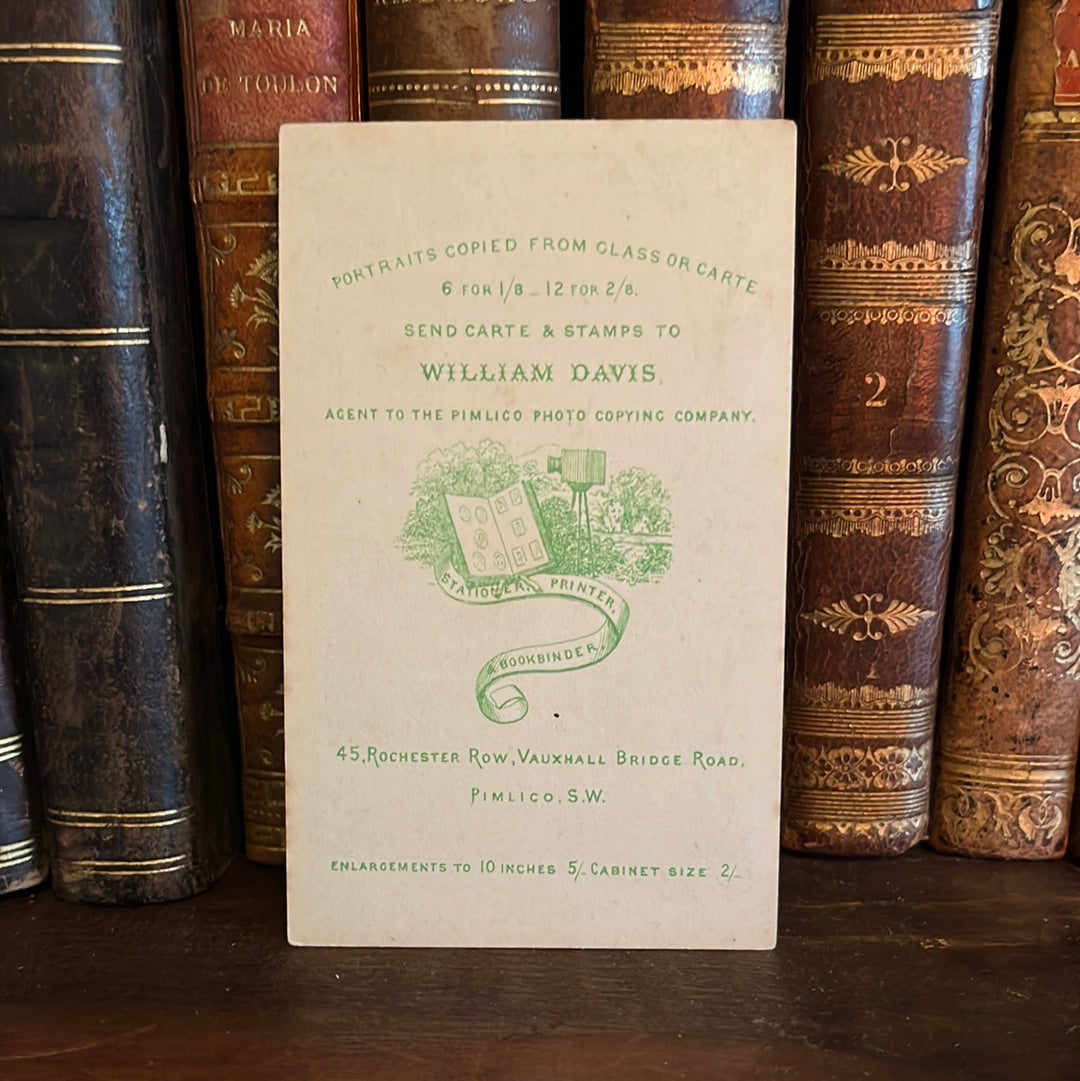 MARIA
DE TOULON
PORTRAITS COPIED FROM GLASS OR CARTE
6 FOR 1/8 _ 12 FOR 2/8.
SEND CARTE & STAMPS TO
WILLIAM DAVIS,
AGENT TO THE PIMLICO PHOTO COPYING COMPANY.
STATIONER, PRINTER,
& BOOKBINDER,
45, ROCHESTER ROW, VAUXHALL BRIDGE ROAD,
PIMLICO. S.W.
ENLARGEMENTS TO 10 INCHES 5/_ CABINET SIZE 2/_
2
1